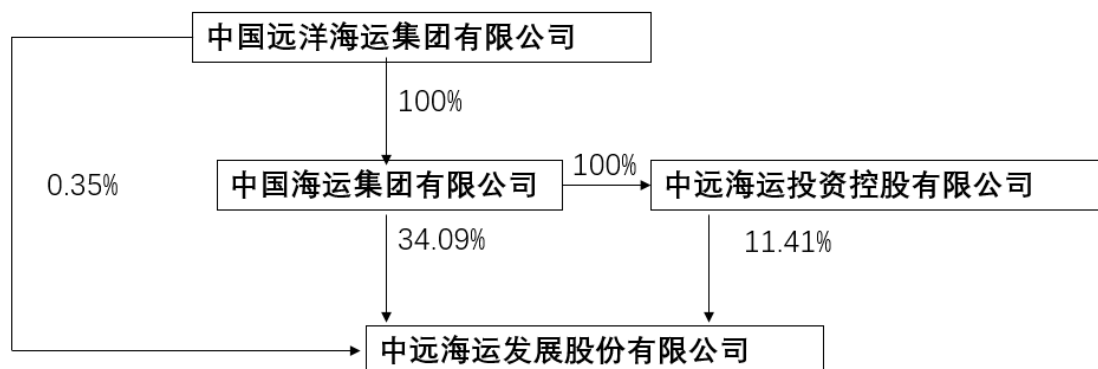 中国远洋海运集团有限公司
100%
0.35%
中国海运集团有限公司
100%
中远海运投资控股有限公司
34.09%
11.41%
中远海运发展股份有限公司